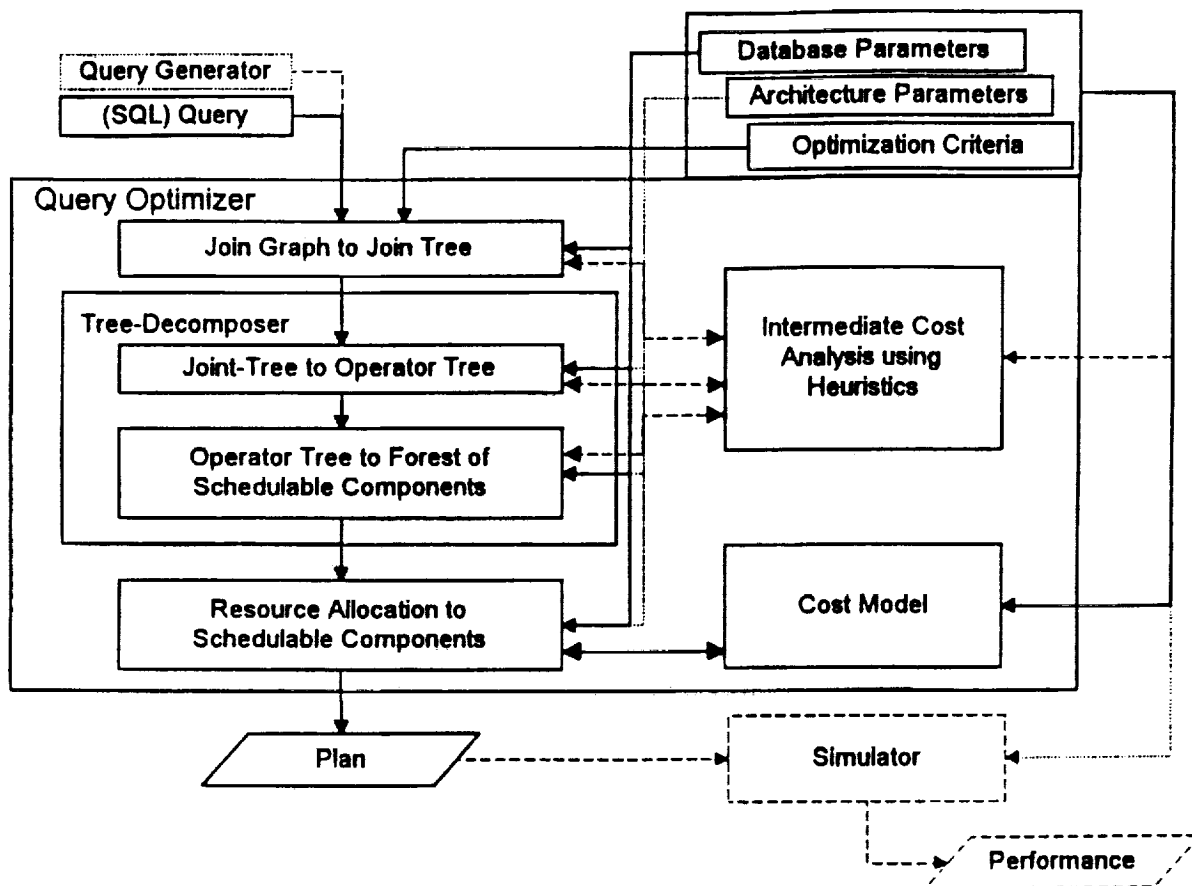 Query Generator
(SQL) Query
Database Parameters
Architecture Parameters
Optimization Criteria
Query Optimizer
Join Graph to Join Tree
Tree-Decomposer
Joint-Tree to Operator Tree
Operator Tree to Forest of
Schedulable Components
Intermediate Cost
Analysis using
Heuristics
Resource Allocation to
Schedulable Components
Cost Model
Plan
Simulator
Performance